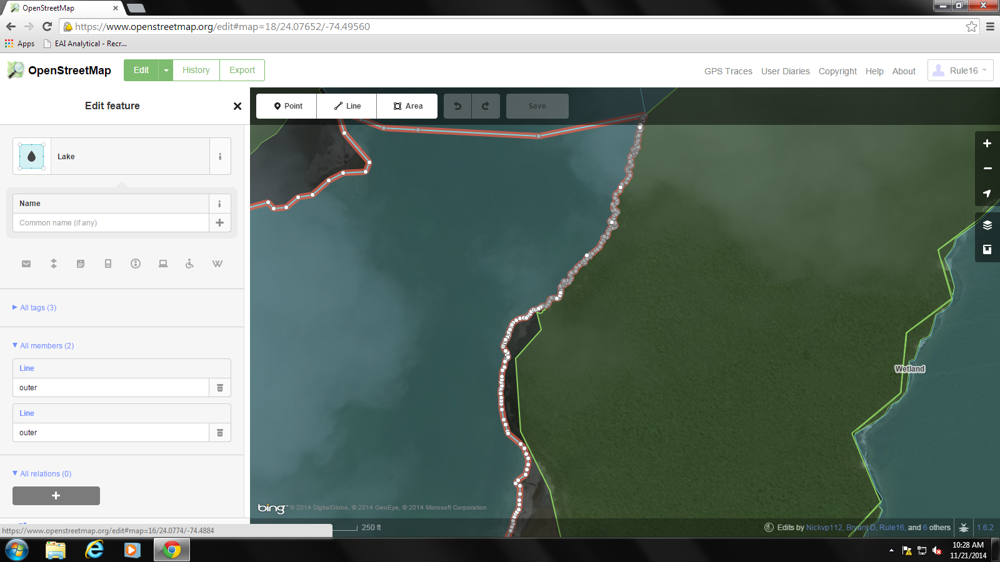 OpenStreetMap
https://www.openstreetmap.org/edit#map=18/24.07652/-74.49560
Apps EAI Analytical - Recr...
OpenStreetMap Edit History Export GPS Traces User Diaries Copyright Help About Rule16
Edit feature
Point Line Area Save
Lake
Name
Common name (if any)
All tags (3)
All members (2)
Line
outer
Line
outer
All relations (0)
Wetland
bing © 2014 DigitalGlobe, © 2014 GeoEye, © 2014 Microsoft Corporation
250 ft Edits by Nickvp112, Bryant D, Rule16, and 6 others 1.6.2
https://www.openstreetmap.org/edit#map=16/24.0774/-74.4884
10:28 AM
11/21/2014